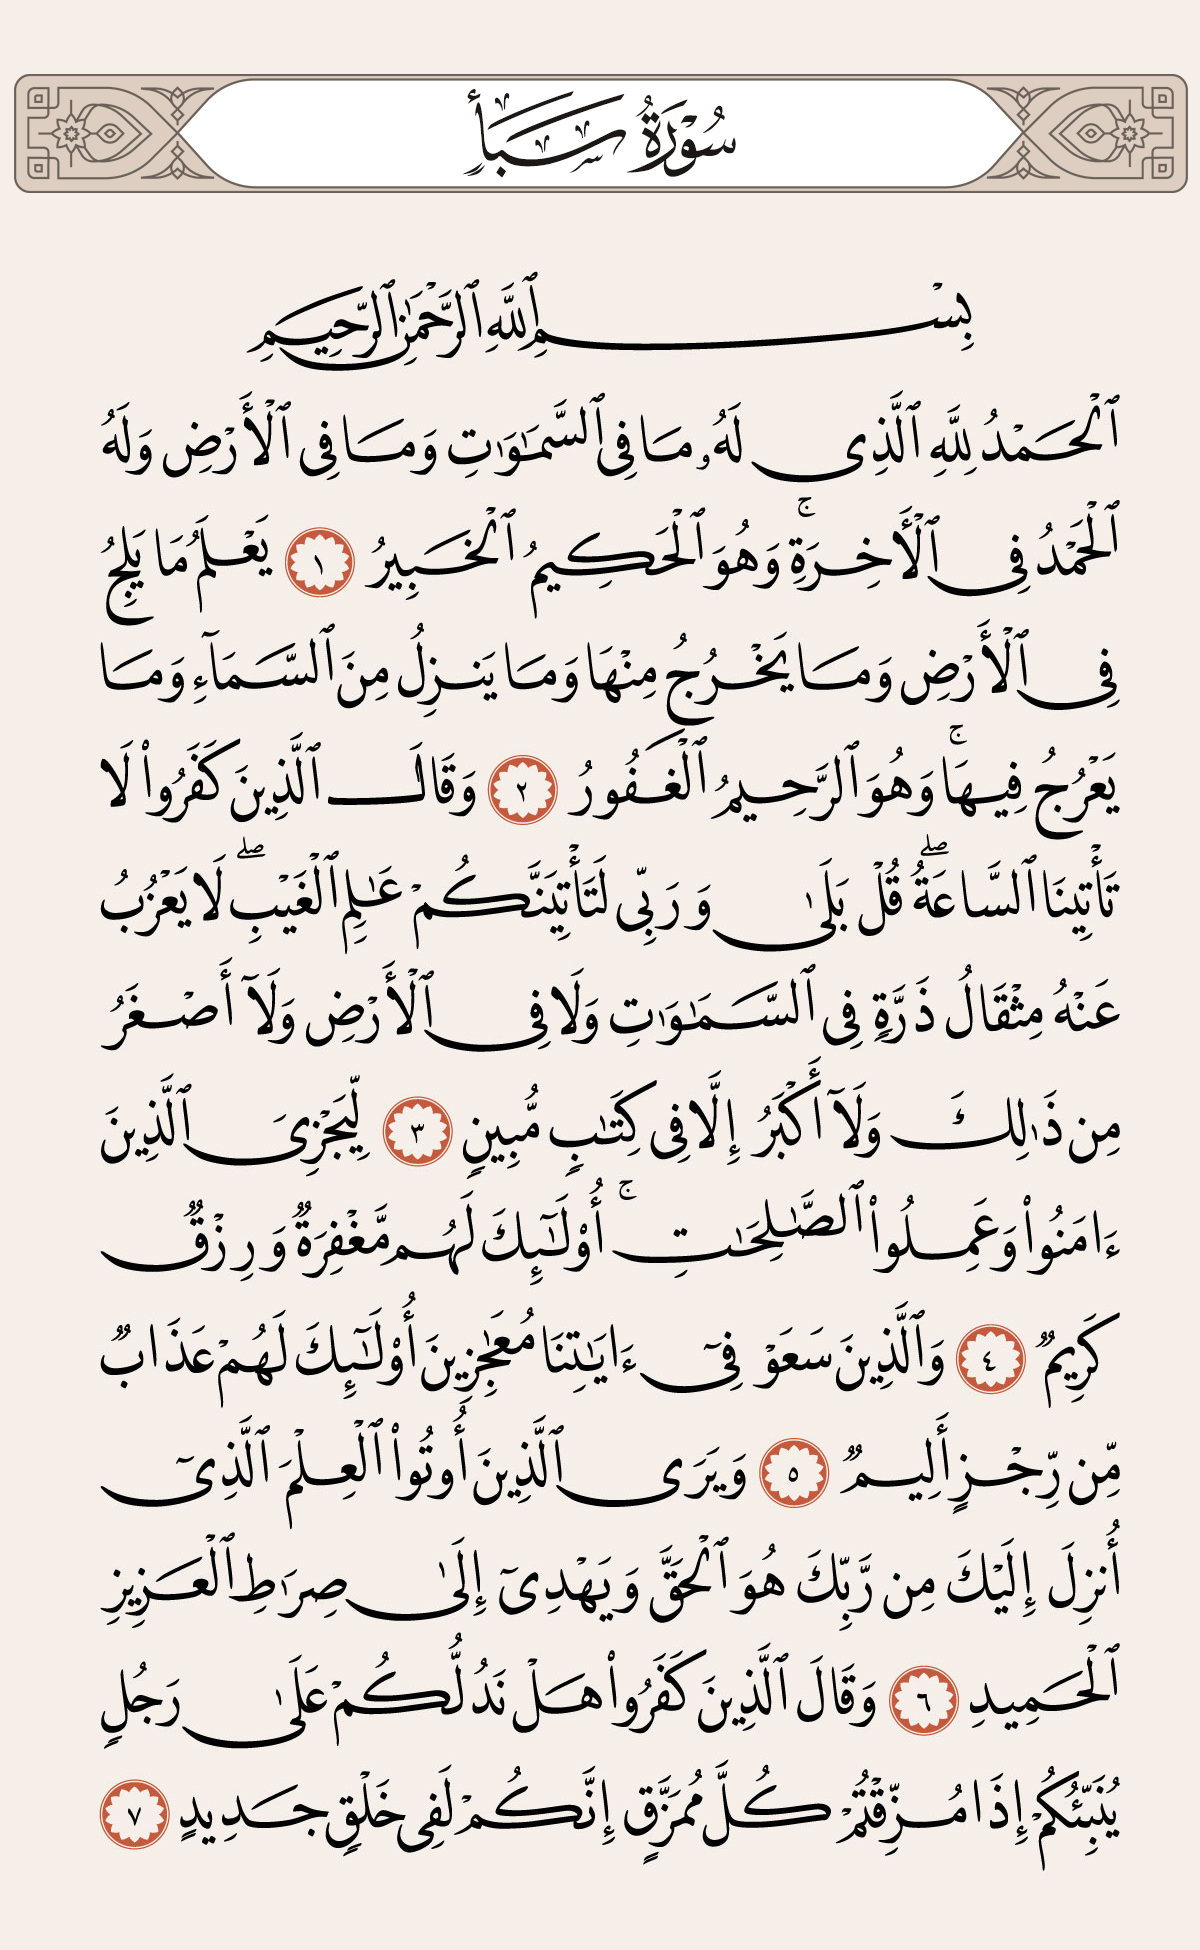 سُورَةُ سَبَأٍ
بِسْمِ ٱللَّهِ ٱلرَّحْمَٰنِ ٱلرَّحِيمِ
ٱلْحَمْدُ لِلَّهِ ٱلَّذِى لَهُۥ مَا فِى ٱلسَّمَٰوَٰتِ وَمَا فِى ٱلْأَرْضِ وَلَهُ
ٱلْحَمْدُ فِى ٱلْأَخِرَةِ ۚ وَهُوَ ٱلْحَكِيمُ ٱلْخَبِيرُ ١ يَعْلَمُ مَا يَلِجُ
فِى ٱلْأَرْضِ وَمَا يَخْرُجُ مِنْهَا وَمَا يَنزِلُ مِنَ ٱلسَّمَآءِ وَمَا
يَعْرُجُ فِيهَا ۚ وَهُوَ ٱلرَّحِيمُ ٱلْغَفُورُ ٢ وَقَالَ ٱلَّذِينَ كَفَرُوا۟ لَا
تَأْتِينَا ٱلسَّاعَةُ ۖ قُلْ بَلَىٰ وَرَبِّى لَتَأْتِيَنَّكُمْ عَٰلِمِ ٱلْغَيْبِ ۖ لَا يَعْزُبُ
عَنْهُ مِثْقَالُ ذَرَّةٍ فِى ٱلسَّمَٰوَٰتِ وَلَا فِى ٱلْأَرْضِ وَلَآ أَصْغَرُ
مِن ذَٰلِكَ وَلَآ أَكْبَرُ إِلَّا فِى كِتَٰبٍ مُّبِينٍ ٣ لِّيَجْزِىَ ٱلَّذِينَ
ءَامَنُوا۟ وَعَمِلُوا۟ ٱلصَّٰلِحَٰتِ ۚ أُو۟لَٰٓئِكَ لَهُم مَّغْفِرَةٌ وَرِزْقٌ
كَرِيمٌ ٤ وَٱلَّذِينَ سَعَوْ فِىٓ ءَايَٰتِنَا مُعَٰجِزِينَ أُو۟لَٰٓئِكَ لَهُمْ عَذَابٌ
مِّن رِّجْزٍ أَلِيمٌ ٥ وَيَرَى ٱلَّذِينَ أُوتُوا۟ ٱلْعِلْمَ ٱلَّذِىٓ
أُنزِلَ إِلَيْكَ مِن رَّبِّكَ هُوَ ٱلْحَقَّ وَيَهْدِىٓ إِلَىٰ صِرَٰطِ ٱلْعَزِيزِ
ٱلْحَمِيدِ ٦ وَقَالَ ٱلَّذِينَ كَفَرُوا۟ هَلْ نَدُلُّكُمْ عَلَىٰ رَجُلٍ
يُنَبِّئُكُمْ إِذَا مُزِّقْتُمْ كُلَّ مُمَزَّقٍ إِنَّكُمْ لَفِى خَلْقٍ جَدِيدٍ ٧